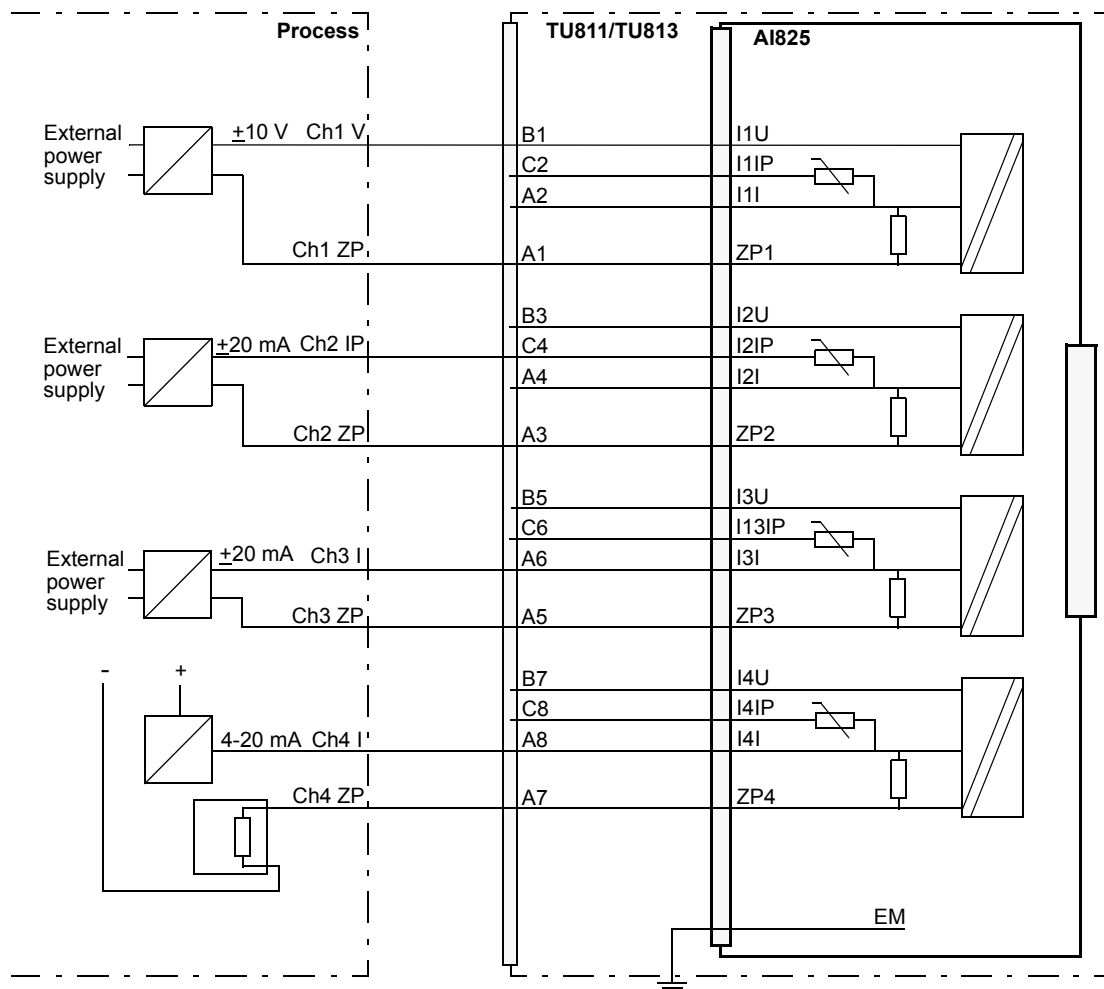 Process
TU811/TU813
AI825
External
power
supply
±10 V Ch1 V
B1
I1U
C2
I1IP
A2
I1I
Ch1 ZP
A1
ZP1
External
power
supply
±20 mA Ch2 IP
B3
I2U
C4
I2IP
A4
I2I
Ch2 ZP
A3
ZP2
External
power
supply
±20 mA Ch3 I
B5
I3U
C6
I13IP
A6
I3I
Ch3 ZP
A5
ZP3
- +
4-20 mA Ch4 I
B7
I4U
C8
I4IP
A8
I4I
Ch4 ZP
A7
ZP4
EM